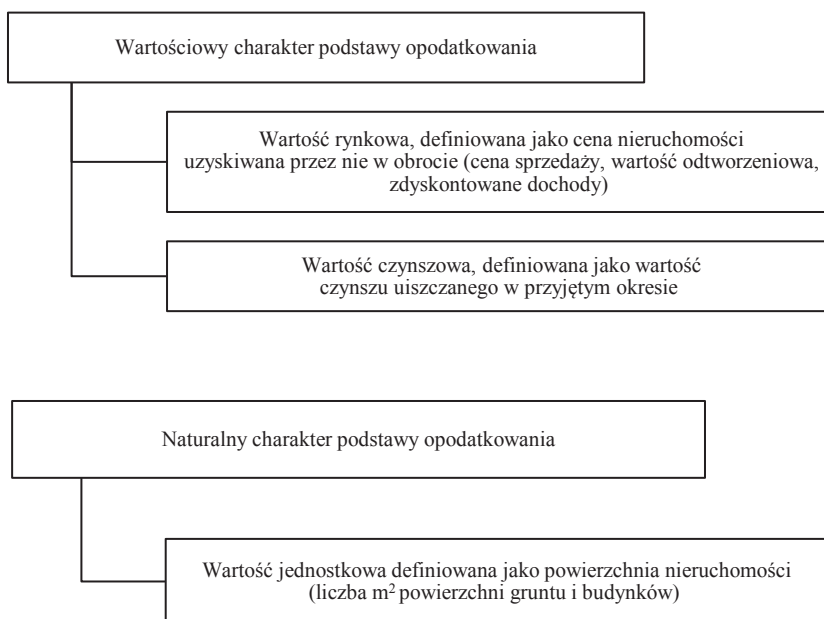 Wartościowy charakter podstawy opodatkowania
Wartość rynkowa, definiowana jako cena nieruchomości
uzyskiwana przez nie w obrocie (cena sprzedaży, wartość odtworzeniowa,
zdyskontowane dochody)
Wartość czynszowa, definiowana jako wartość
czynszu uiszczanego w przyjętym okresie
Naturalny charakter podstawy opodatkowania
Wartość jednostkowa definiowana jako powierzchnia nieruchomości
(liczba m² powierzchni gruntu i budynków)